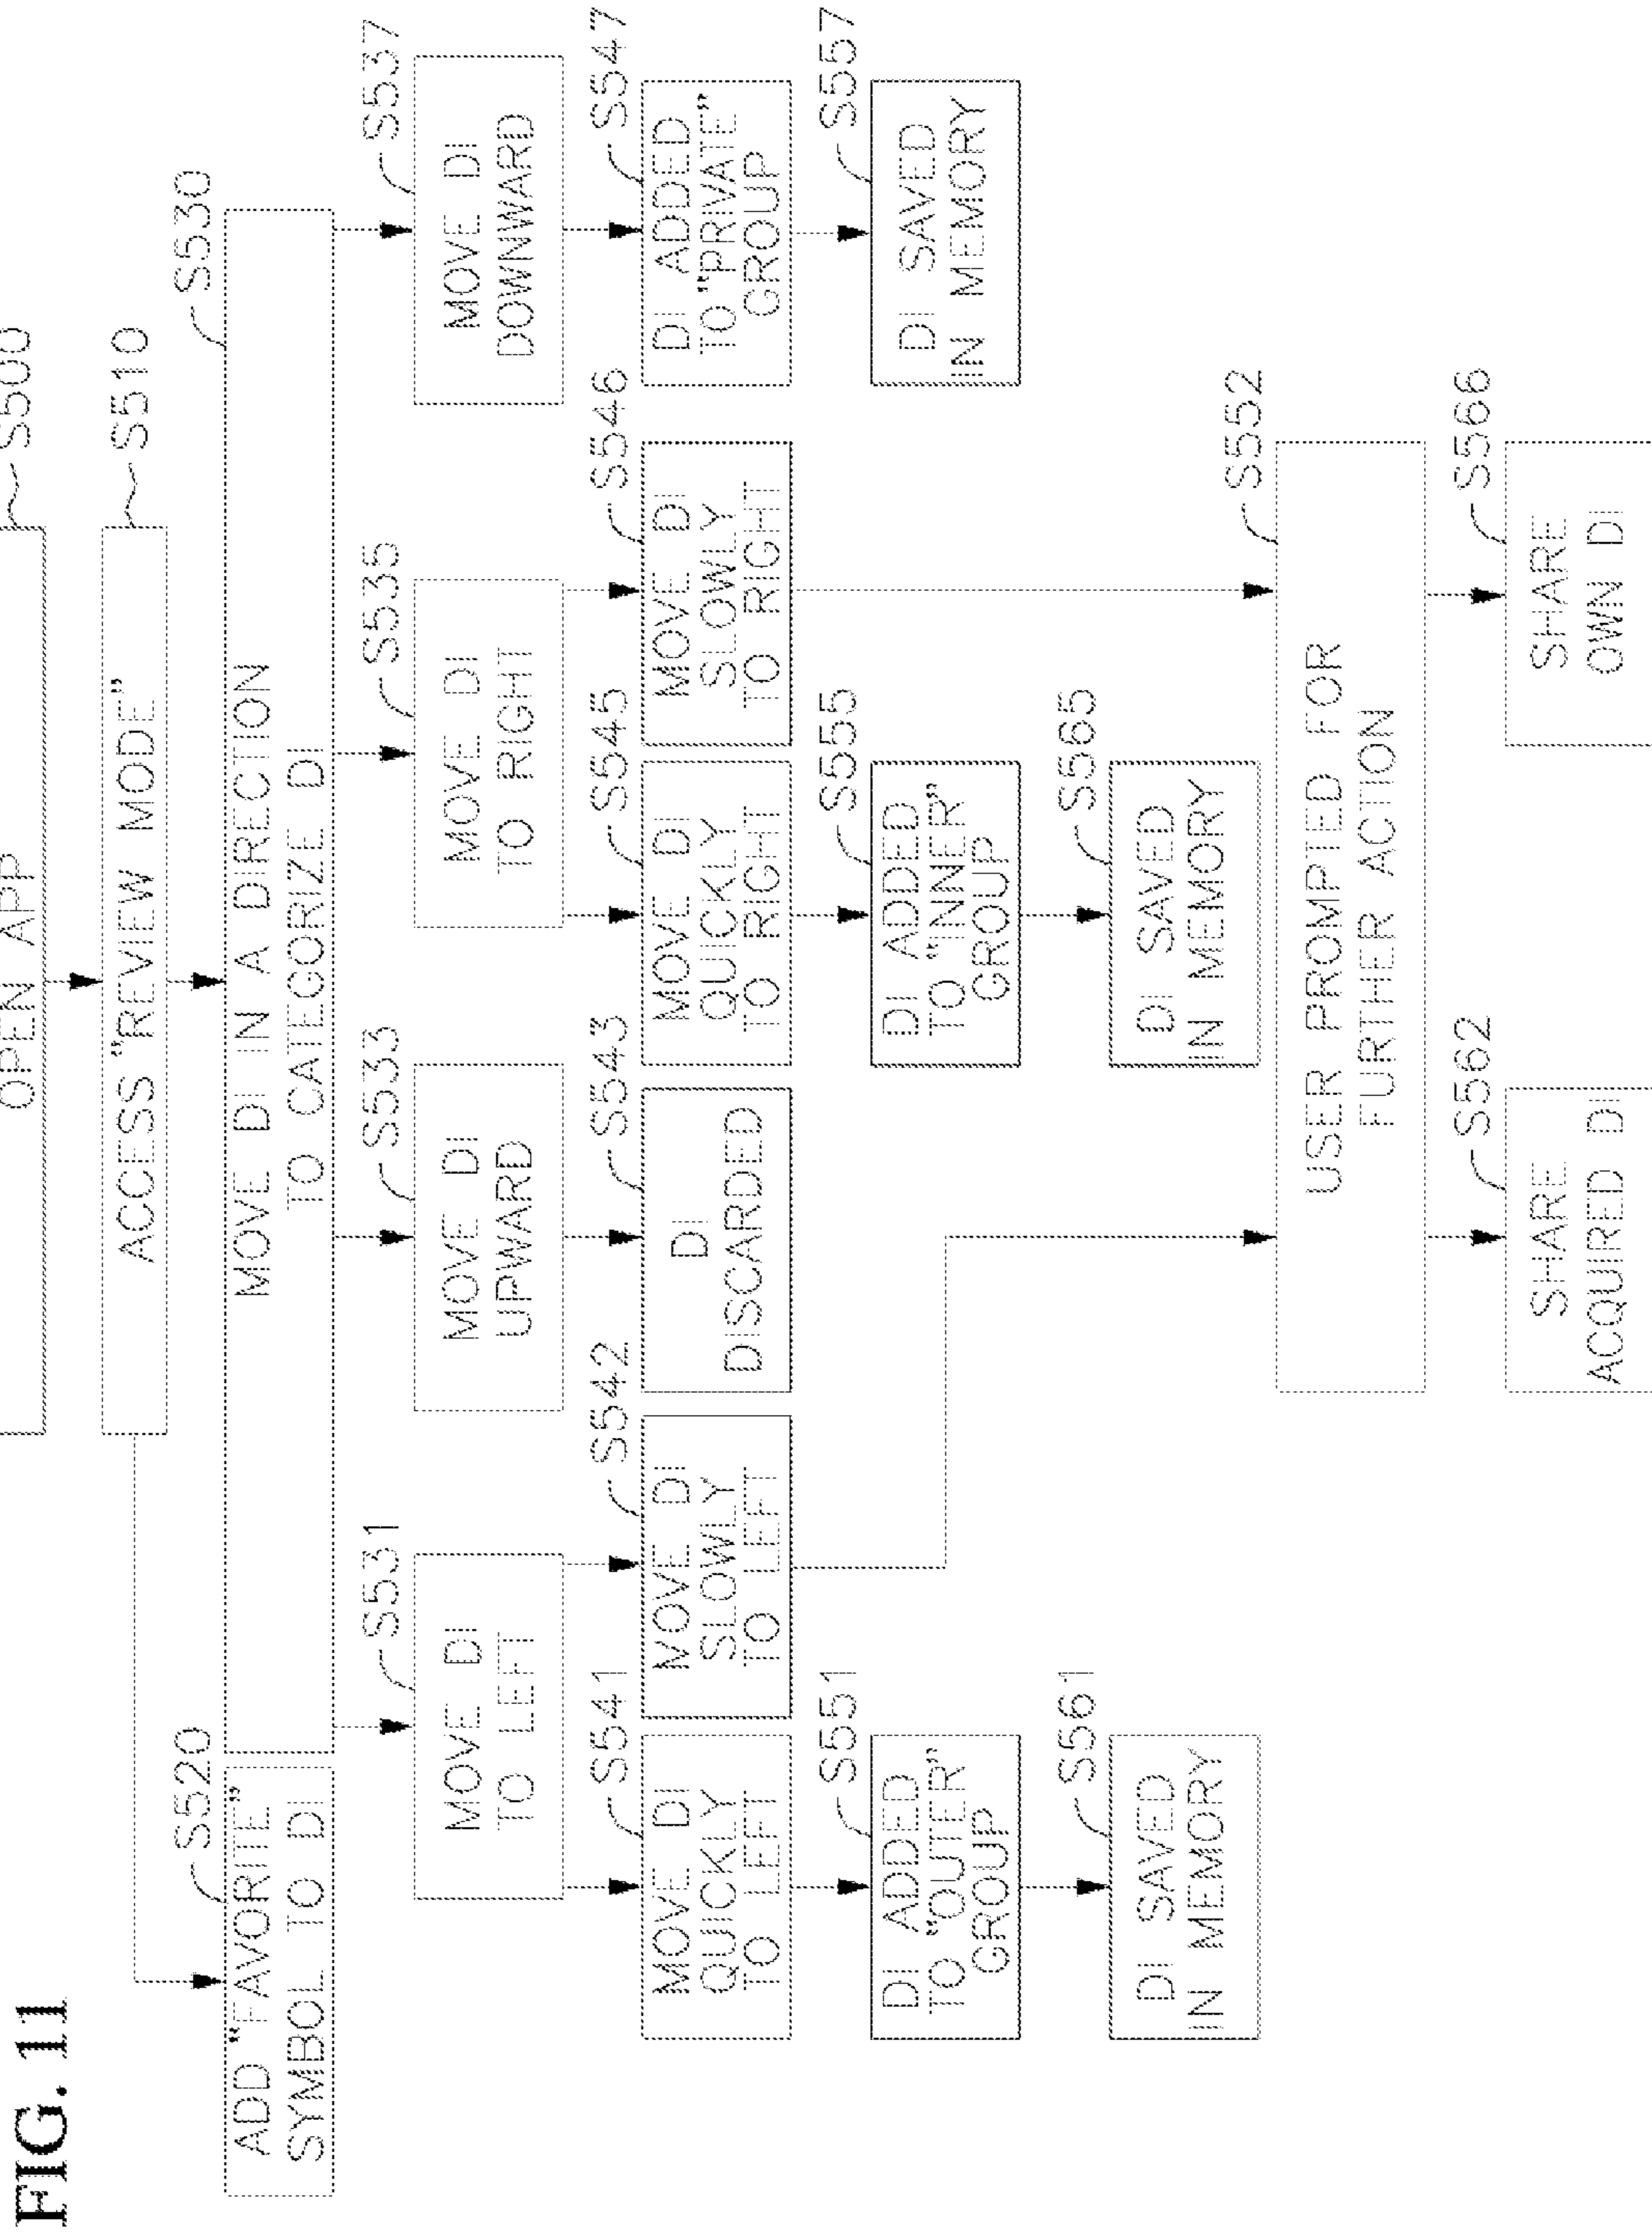 FIG. 11
OPEN APP
S500
ACCESS "REVIEW MODE"
S510
ADD "FAVORITE"
SYMBOL TO DI
S520
MOVE DI IN A DIRECTION
TO CATEGORIZE DI
S530
MOVE DI
TO LEFT
S531
MOVE DI
UPWARD
S533
MOVE DI
TO RIGHT
S535
MOVE DI
DOWNWARD
S537
MOVE DI
QUICKLY
TO LEFT
S541
MOVE DI
SLOWLY
TO LEFT
S542
DI
DISCARDED
S543
MOVE DI
QUICKLY
TO RIGHT
S545
MOVE DI
SLOWLY
TO RIGHT
S546
DI ADDED
TO "PRIVATE"
GROUP
S547
DI ADDED
TO "OUTER"
GROUP
S551
DI ADDED
TO "INNER"
GROUP
S555
DI SAVED
IN MEMORY
S557
DI SAVED
IN MEMORY
S561
DI SAVED
IN MEMORY
S565
USER PROMPTED FOR
FURTHER ACTION
S552
SHARE
ACQUIRED DI
S562
SHARE
OWN DI
S566